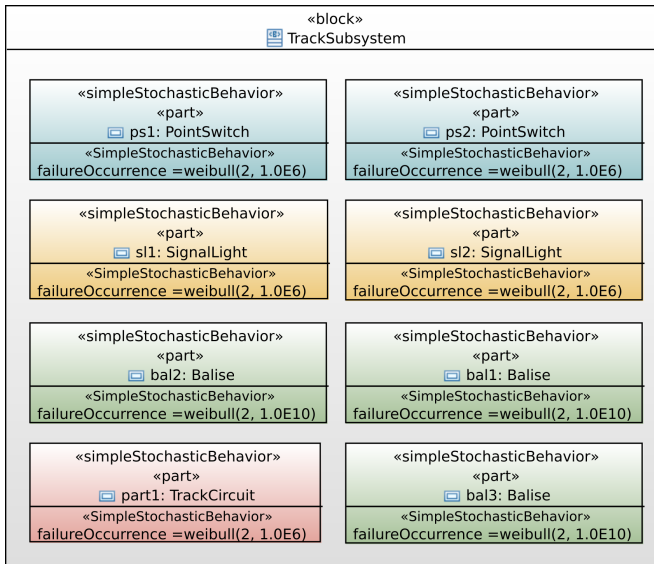 «block»
TrackSubsystem
«simpleStochasticBehavior»
«part»
ps1: PointSwitch
«SimpleStochasticBehavior»
failureOccurrence =weibull(2, 1.0E6)
«simpleStochasticBehavior»
«part»
ps2: PointSwitch
«SimpleStochasticBehavior»
failureOccurrence =weibull(2, 1.0E6)
«simpleStochasticBehavior»
«part»
sl1: SignalLight
«SimpleStochasticBehavior»
failureOccurrence =weibull(2, 1.0E6)
«simpleStochasticBehavior»
«part»
sl2: SignalLight
«SimpleStochasticBehavior»
failureOccurrence =weibull(2, 1.0E6)
«simpleStochasticBehavior»
«part»
bal2: Balise
«SimpleStochasticBehavior»
failureOccurrence =weibull(2, 1.0E10)
«simpleStochasticBehavior»
«part»
bal1: Balise
«SimpleStochasticBehavior»
failureOccurrence =weibull(2, 1.0E10)
«simpleStochasticBehavior»
«part»
part1: TrackCircuit
«SimpleStochasticBehavior»
failureOccurrence =weibull(2, 1.0E6)
«simpleStochasticBehavior»
«part»
bal3: Balise
«SimpleStochasticBehavior»
failureOccurrence =weibull(2, 1.0E10)